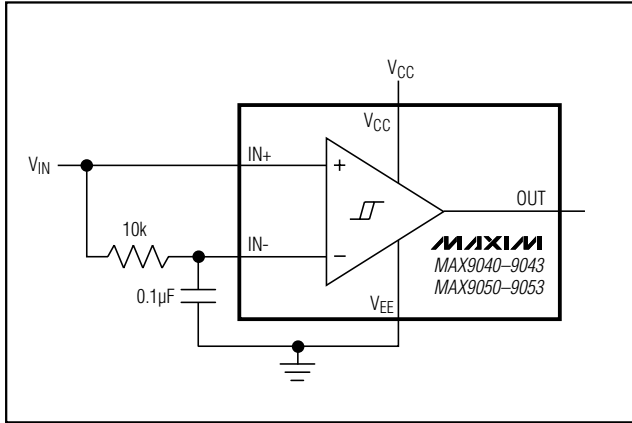 VCC
VCC
VIN
IN+
+
OUT
10k
IN-
−
MAXIM
MAX9040–9043
MAX9050–9053
0.1µF
VEE